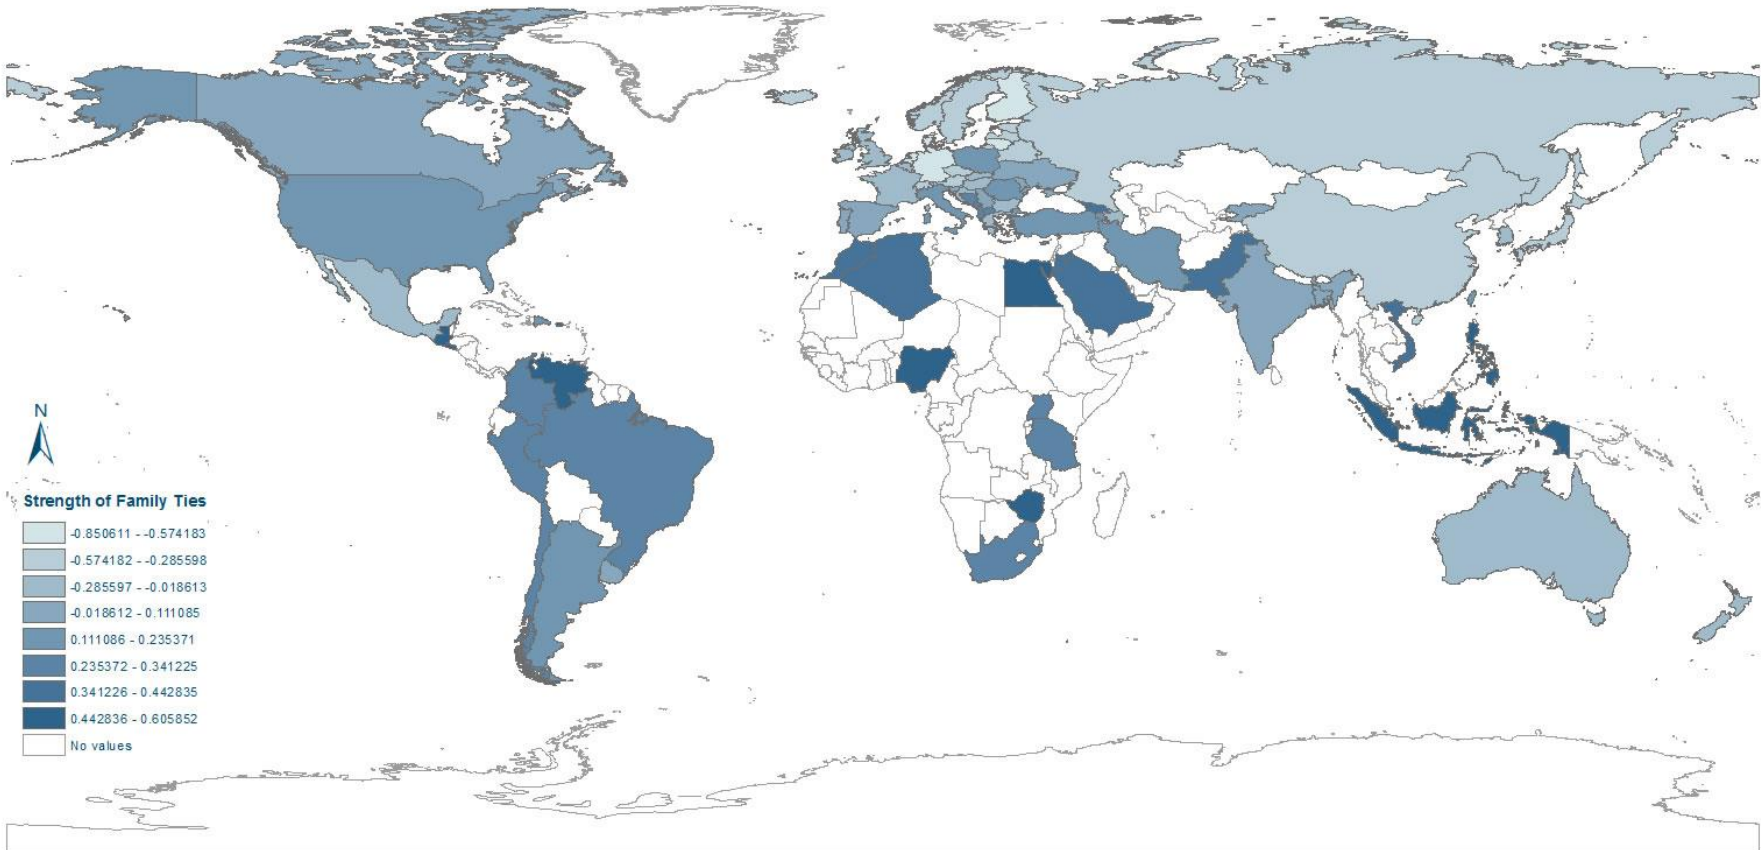 N
Strength of Family Ties
-0.850611 - -0.574183
-0.574182 - -0.285598
-0.285597 - -0.018613
-0.018612 - 0.111085
0.111086 - 0.235371
0.235372 - 0.341225
0.341226 - 0.442835
0.442836 - 0.605852
No values